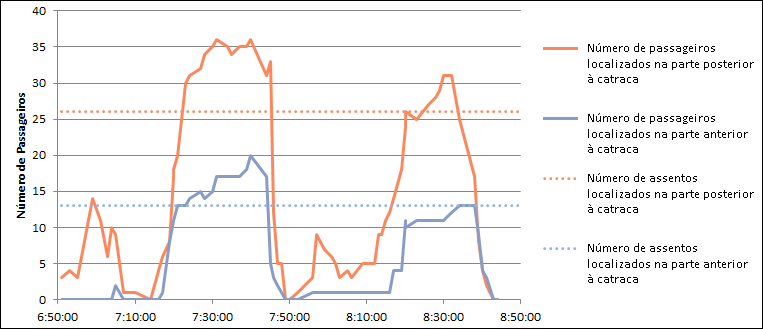 40
35
30
25
20
15
10
5
0
Número de Passageiros
6:50:00 7:10:00 7:30:00 7:50:00 8:10:00 8:30:00 8:50:00
Número de passageiros
localizados na parte posterior
à catraca
Número de passageiros
localizados na parte anterior
à catraca
Número de assentos
localizados na parte posterior
à catraca
Número de assentos
localizados na parte anterior
à catraca